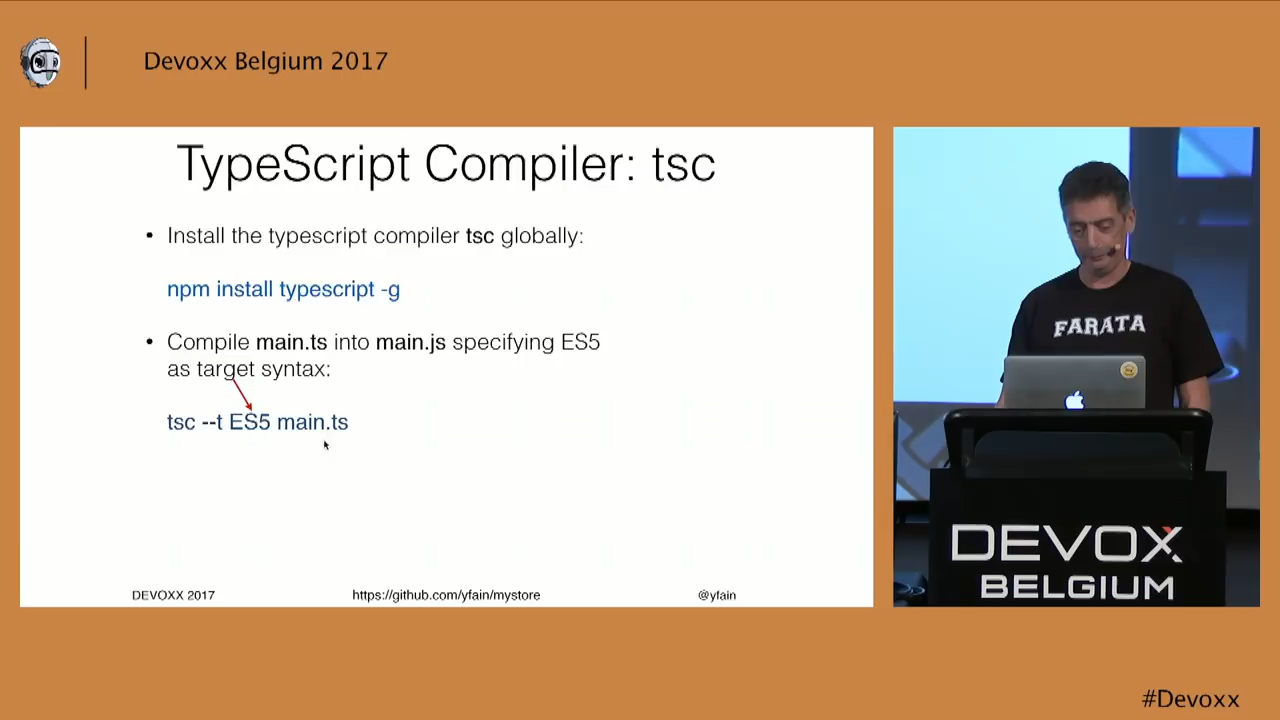 Devoxx Belgium 2017
TypeScript Compiler: tsc
• Install the typescript compiler tsc globally:
npm install typescript -g
• Compile main.ts into main.js specifying ES5
as target syntax:
tsc --t ES5 main.ts
DEVOXX 2017 https://github.com/yfain/mystore @yfain
FARATA
DEVOXX
BELGIUM
#Devoxx